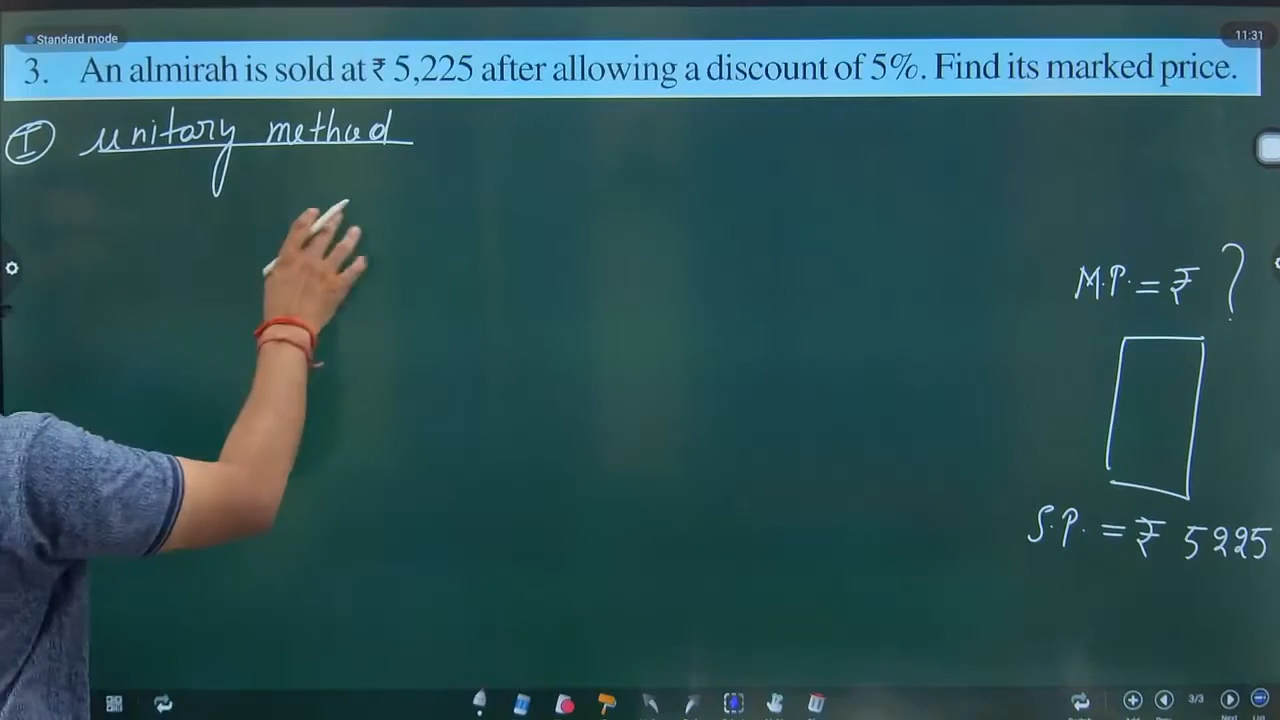 Standard mode
11:31
3. An almirah is sold at ₹ 5,225 after allowing a discount of 5%. Find its marked price.
I unitary method
M.P. = ₹ ?
S.P. = ₹ 5225
3/3